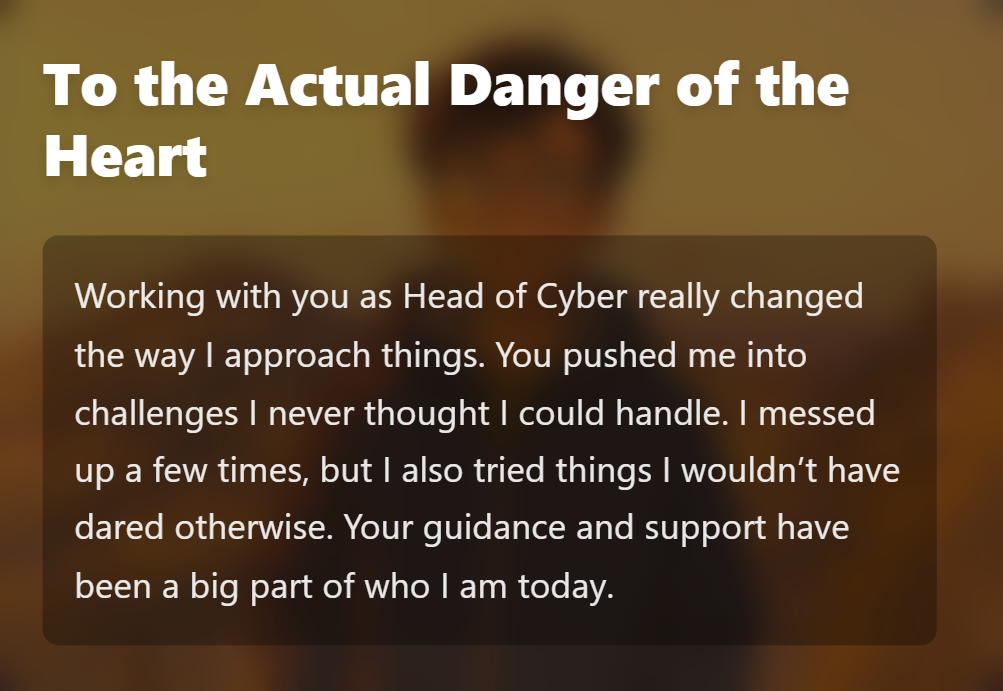 To the Actual Danger of the
Heart
Working with you as Head of Cyber really changed
the way I approach things. You pushed me into
challenges I never thought I could handle. I messed
up a few times, but I also tried things I wouldn’t have
dared otherwise. Your guidance and support have
been a big part of who I am today.